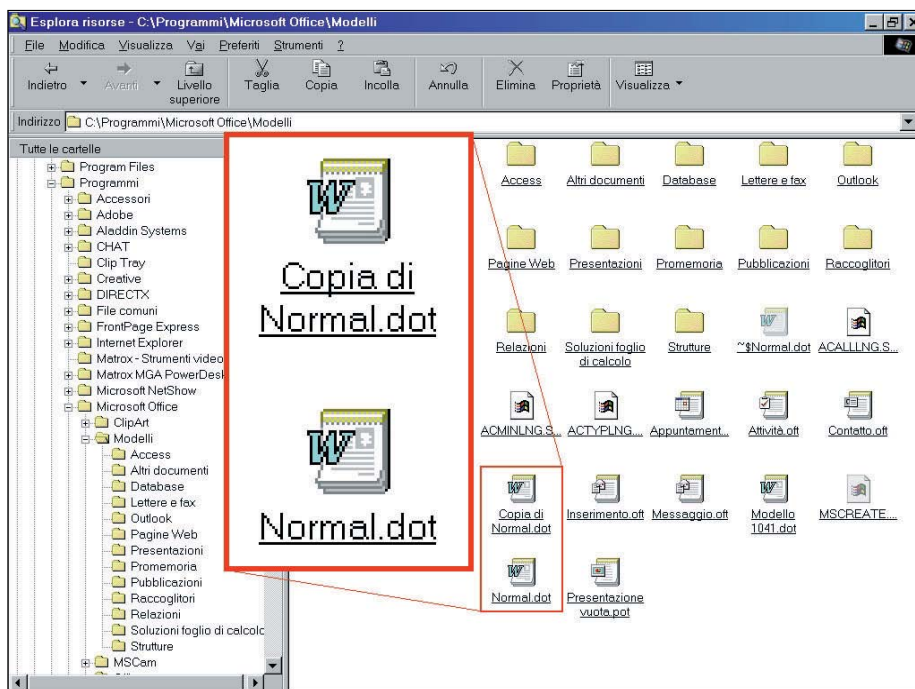 Esplora risorse - C:\Programmi\Microsoft Office\Modelli
File Modifica Visualizza Vai Preferiti Strumenti ?
Indietro Avanti Livello superiore Taglia Copia Incolla Annulla Elimina Proprietà Visualizza
Indirizzo C:\Programmi\Microsoft Office\Modelli
Tutte le cartelle
Program Files
Programmi
Accessori
Adobe
Aladdin Systems
CHAT
Clip Tray
Creative
DIRECTX
File comuni
FrontPage Express
Internet Explorer
Matrox - Strumenti video
Matrox MGA PowerDesk
Microsoft NetShow
Microsoft Office
ClipArt
Modelli
Access
Altri documenti
Database
Lettere e fax
Outlook
Pagine Web
Presentazioni
Promemoria
Pubblicazioni
Raccoglitori
Relazioni
Soluzioni foglio di calcolo
Strutture
MSCam
Copia di
Normal.dot
Normal.dot
Access Altri documenti Database Lettere e fax Outlook
Pagine Web Presentazioni Promemoria Pubblicazioni Raccoglitori
Relazioni Soluzioni foglio di calcolo Strutture ~$Normal.dot ACALLLNG.S...
ACMINLNG.S... ACTYPLNG.... Appuntament... Attività.oft Contatto.oft
Copia di Normal.dot Inserimento.oft Messaggio.oft Modello 1041.dot MSCREATE....
Normal.dot Presentazione vuota.pot